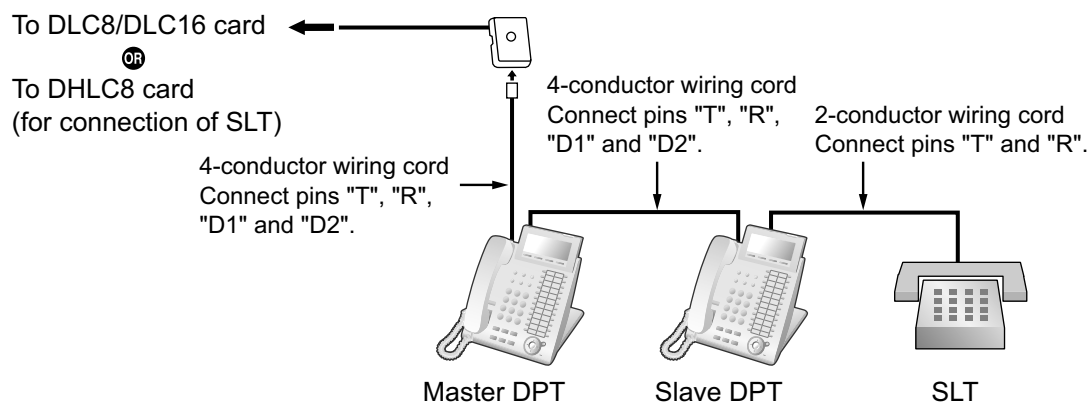 To DLC8/DLC16 card
OR
To DHLC8 card
(for connection of SLT)
4-conductor wiring cord
Connect pins "T", "R",
"D1" and "D2".
4-conductor wiring cord
Connect pins "T", "R",
"D1" and "D2".
2-conductor wiring cord
Connect pins "T" and "R".
Master DPT
Slave DPT
SLT